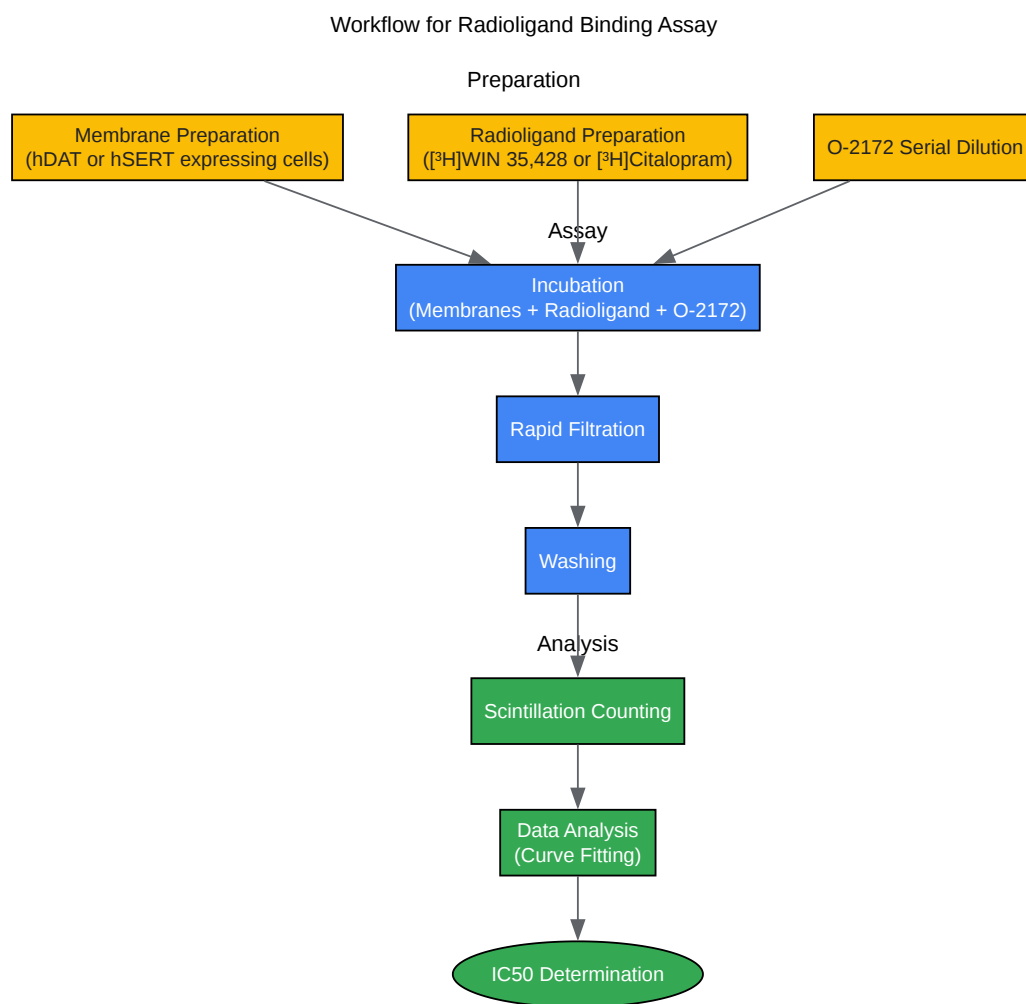 Workflow for Radioligand Binding Assay
Preparation
Membrane Preparation
(hDAT or hSERT expressing cells)
Radioligand Preparation
([³H]WIN 35,428 or [³H]Citalopram)
O-2172 Serial Dilution
Assay
Incubation
(Membranes + Radioligand + O-2172)
Rapid Filtration
Washing
Analysis
Scintillation Counting
Data Analysis
(Curve Fitting)
IC50 Determination